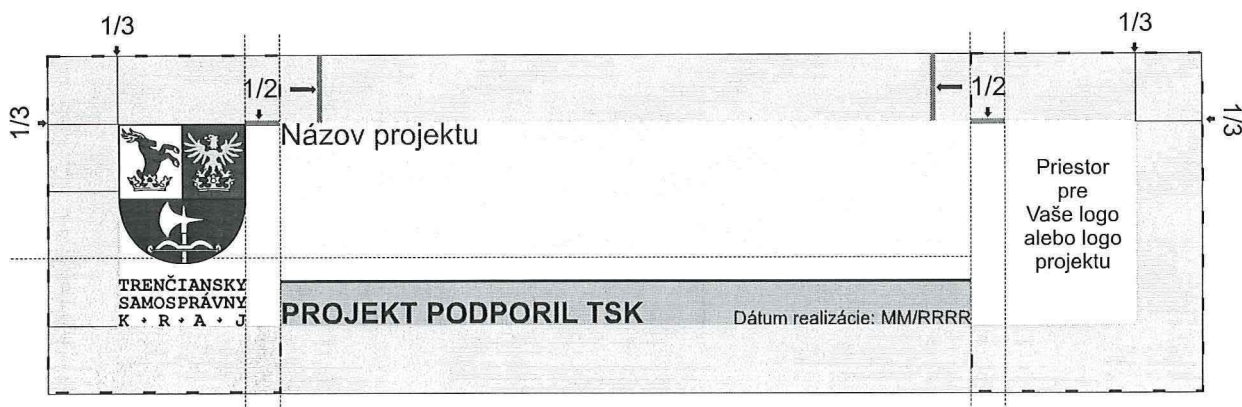 1/3
1/3
1/2
1/2
1/3
1/3
Názov projektu
Priestor
pre
Vaše logo
alebo logo
projektu
TRENČIANSKY
SAMOSPRÁVNY
K • R • A • J
PROJEKT PODPORIL TSK
Dátum realizácie: MM/RRRR